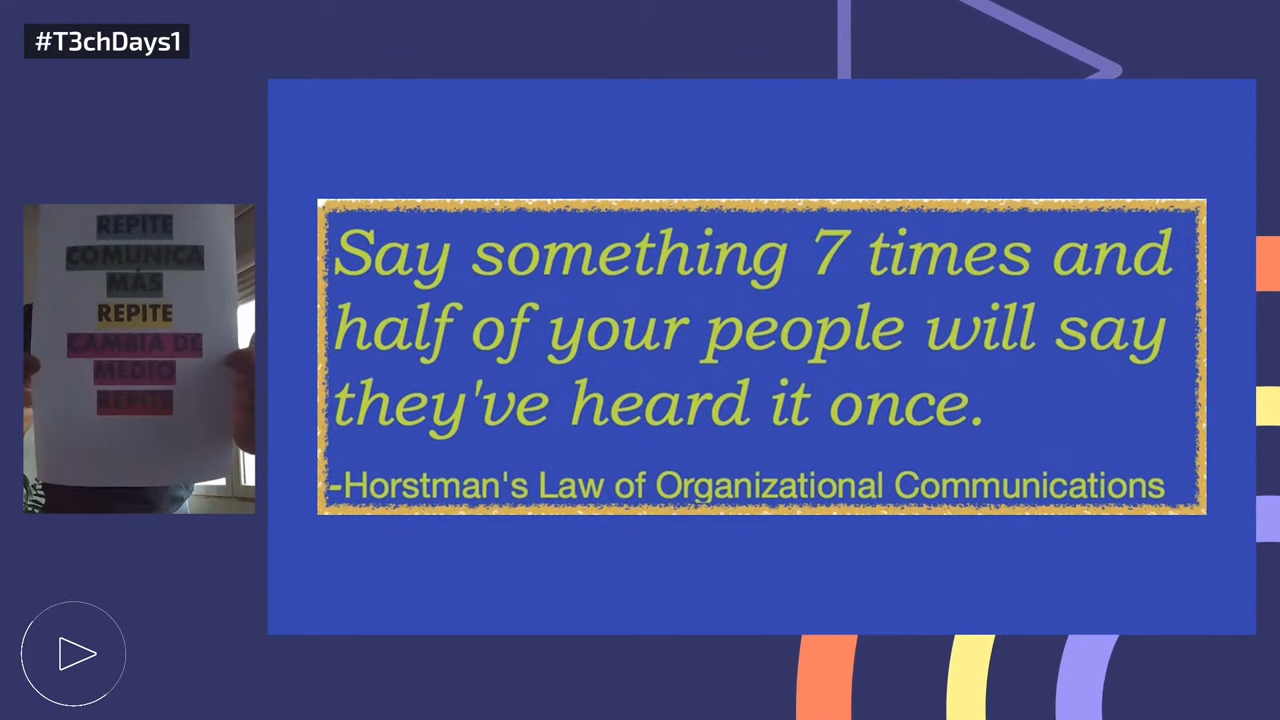 #T3chDays1
REPITE
COMUNICA
MÁS
REPITE
CAMBIA DE
MEDIO
REPITE
Say something 7 times and
half of your people will say
they've heard it once.
-Horstman's Law of Organizational Communications